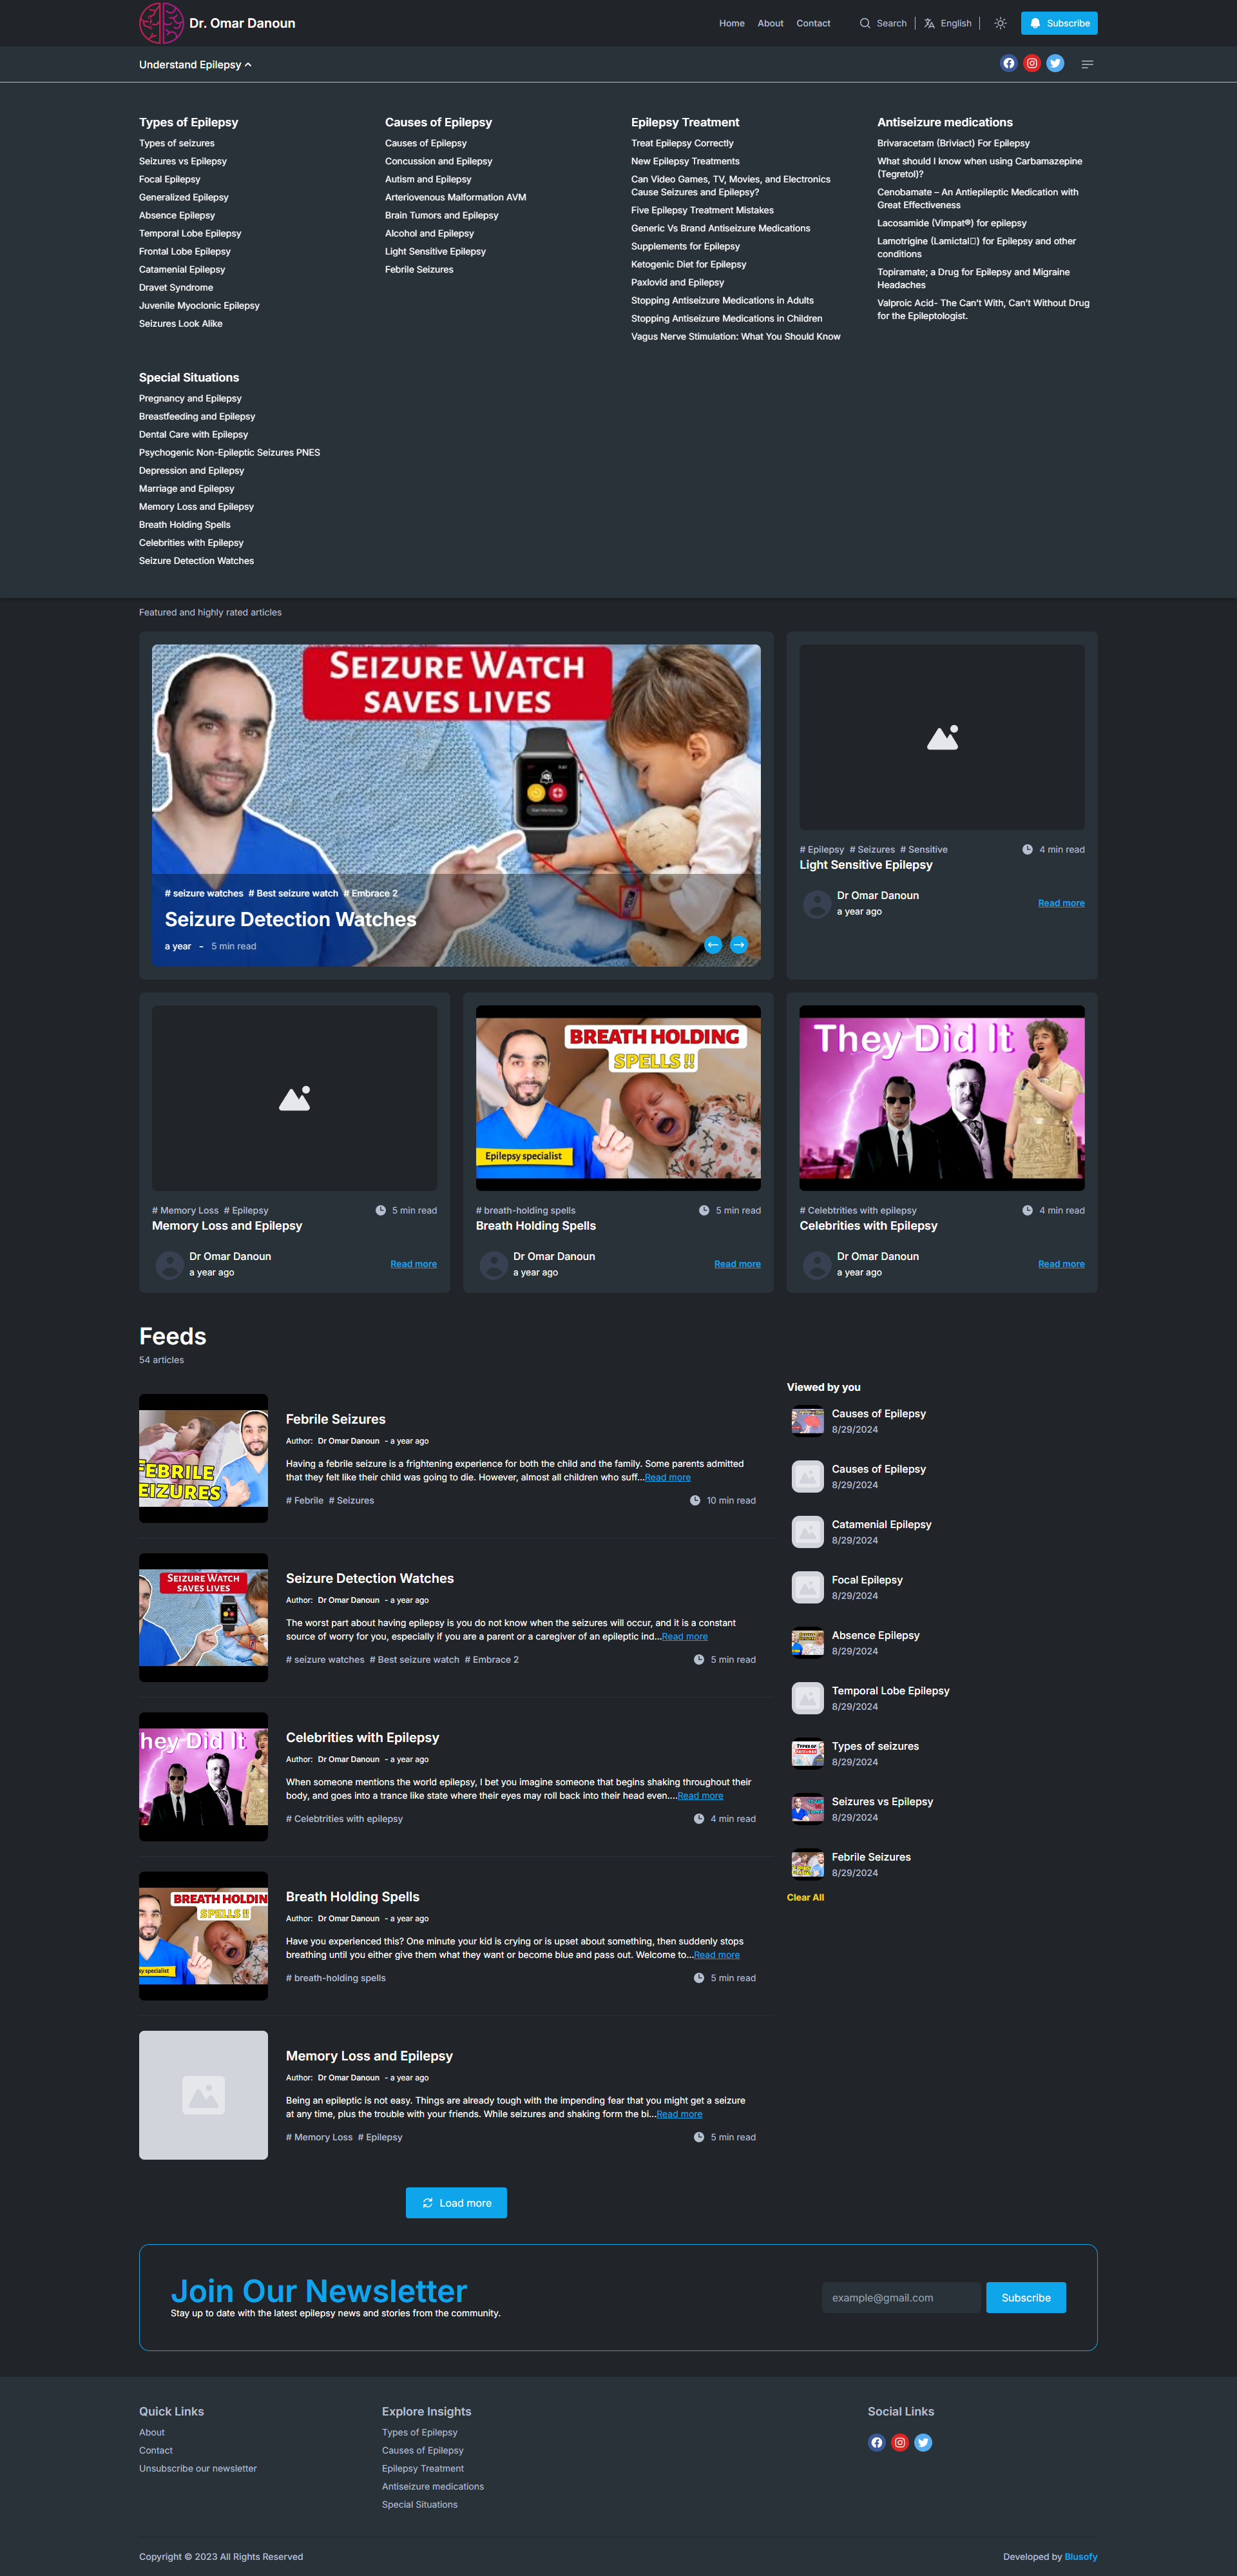 Dr. Omar Danoun
Home About Contact Search English Subscribe
Understand Epilepsy
Types of Epilepsy
Types of seizures
Seizures vs Epilepsy
Focal Epilepsy
Generalized Epilepsy
Absence Epilepsy
Temporal Lobe Epilepsy
Frontal Lobe Epilepsy
Catamenial Epilepsy
Dravet Syndrome
Juvenile Myoclonic Epilepsy
Seizures Look Alike
Causes of Epilepsy
Causes of Epilepsy
Concussion and Epilepsy
Autism and Epilepsy
Arteriovenous Malformation AVM
Brain Tumors and Epilepsy
Alcohol and Epilepsy
Light Sensitive Epilepsy
Febrile Seizures
Epilepsy Treatment
Treat Epilepsy Correctly
New Epilepsy Treatments
Can Video Games, TV, Movies, and Electronics
Cause Seizures and Epilepsy?
Five Epilepsy Treatment Mistakes
Generic Vs Brand Antiseizure Medications
Supplements for Epilepsy
Ketogenic Diet for Epilepsy
Paxlovid and Epilepsy
Stopping Antiseizure Medications in Adults
Stopping Antiseizure Medications in Children
Vagus Nerve Stimulation: What You Should Know
Antiseizure medications
Brivaracetam (Briviact) For Epilepsy
What should I know when using Carbamazepine
(Tegretol)?
Cenobamate – An Antiepileptic Medication with
Great Effectiveness
Lacosamide (Vimpat®) for epilepsy
Lamotrigine (Lamictal□) for Epilepsy and other
conditions
Topiramate; a Drug for Epilepsy and Migraine
Headaches
Valproic Acid- The Can't With, Can't Without Drug
for the Epileptologist.
Special Situations
Pregnancy and Epilepsy
Breastfeeding and Epilepsy
Dental Care with Epilepsy
Psychogenic Non-Epileptic Seizures PNES
Depression and Epilepsy
Marriage and Epilepsy
Memory Loss and Epilepsy
Breath Holding Spells
Celebrities with Epilepsy
Seizure Detection Watches
Featured and highly rated articles
SEIZURE WATCH
SAVES LIVES
# seizure watches # Best seizure watch # Embrace 2
Seizure Detection Watches
a year - 5 min read
# Epilepsy # Seizures # Sensitive 4 min read
Light Sensitive Epilepsy
Dr Omar Danoun
a year ago
Read more
# Memory Loss # Epilepsy 5 min read
Memory Loss and Epilepsy
Dr Omar Danoun
a year ago
Read more
BREATH HOLDING
SPELLS !!
Epilepsy specialist
# breath-holding spells 5 min read
Breath Holding Spells
Dr Omar Danoun
a year ago
Read more
They Did It
# Celebtrities with epilepsy 4 min read
Celebrities with Epilepsy
Dr Omar Danoun
a year ago
Read more
Feeds
54 articles
FEBRILE
EIZURES
Febrile Seizures
Author: Dr Omar Danoun - a year ago
Having a febrile seizure is a frightening experience for both the child and the family. Some parents admitted
that they felt like their child was going to die. However, almost all children who suff...Read more
# Febrile # Seizures 10 min read
SEIZURE WATCH
SAVES LIVES
Seizure Detection Watches
Author: Dr Omar Danoun - a year ago
The worst part about having epilepsy is you do not know when the seizures will occur, and it is a constant
source of worry for you, especially if you are a parent or a caregiver of an epileptic ind...Read more
# seizure watches # Best seizure watch # Embrace 2 5 min read
hey Did It
Celebrities with Epilepsy
Author: Dr Omar Danoun - a year ago
When someone mentions the world epilepsy, I bet you imagine someone that begins shaking throughout their
body, and goes into a trance like state where their eyes may roll back into their head even....Read more
# Celebtrities with epilepsy 4 min read
BREATH HOLDIN
SPELLS !!
sy specialist
Breath Holding Spells
Author: Dr Omar Danoun - a year ago
Have you experienced this? One minute your kid is crying or is upset about something, then suddenly stops
breathing until you either give them what they want or become blue and pass out. Welcome to...Read more
# breath-holding spells 5 min read
Memory Loss and Epilepsy
Author: Dr Omar Danoun - a year ago
Being an epileptic is not easy. Things are already tough with the impending fear that you might get a seizure
at any time, plus the trouble with your friends. While seizures and shaking form the bi...Read more
# Memory Loss # Epilepsy 5 min read
Load more
Viewed by you
Causes of Epilepsy
8/29/2024
Causes of Epilepsy
8/29/2024
Catamenial Epilepsy
8/29/2024
Focal Epilepsy
8/29/2024
Absence Epilepsy
8/29/2024
Temporal Lobe Epilepsy
8/29/2024
Types of seizures
8/29/2024
Seizures vs Epilepsy
8/29/2024
Febrile Seizures
8/29/2024
Clear All
Join Our Newsletter
Stay up to date with the latest epilepsy news and stories from the community.
example@gmail.com Subscribe
Quick Links
About
Contact
Unsubscribe our newsletter
Explore Insights
Types of Epilepsy
Causes of Epilepsy
Epilepsy Treatment
Antiseizure medications
Special Situations
Social Links
Copyright © 2023 All Rights Reserved
Developed by Blusofy